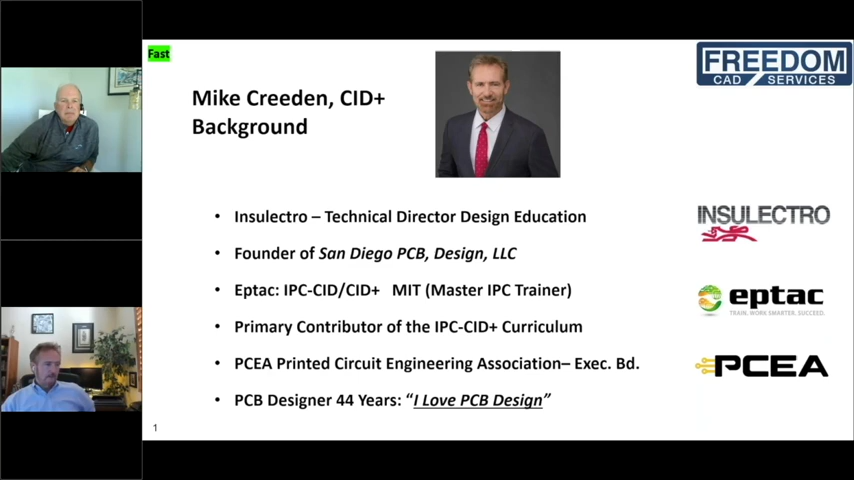 Fast
FREEDOM
CAD SERVICES
Mike Creeden, CID+
Background
• Insulectro – Technical Director Design Education
• Founder of San Diego PCB, Design, LLC
• Eptac: IPC-CID/CID+ MIT (Master IPC Trainer)
• Primary Contributor of the IPC-CID+ Curriculum
• PCEA Printed Circuit Engineering Association– Exec. Bd.
• PCB Designer 44 Years: “I Love PCB Design”
INSULECTRO
eptac
TRAIN. WORK SMARTER. SUCCEED.
PCEA
1